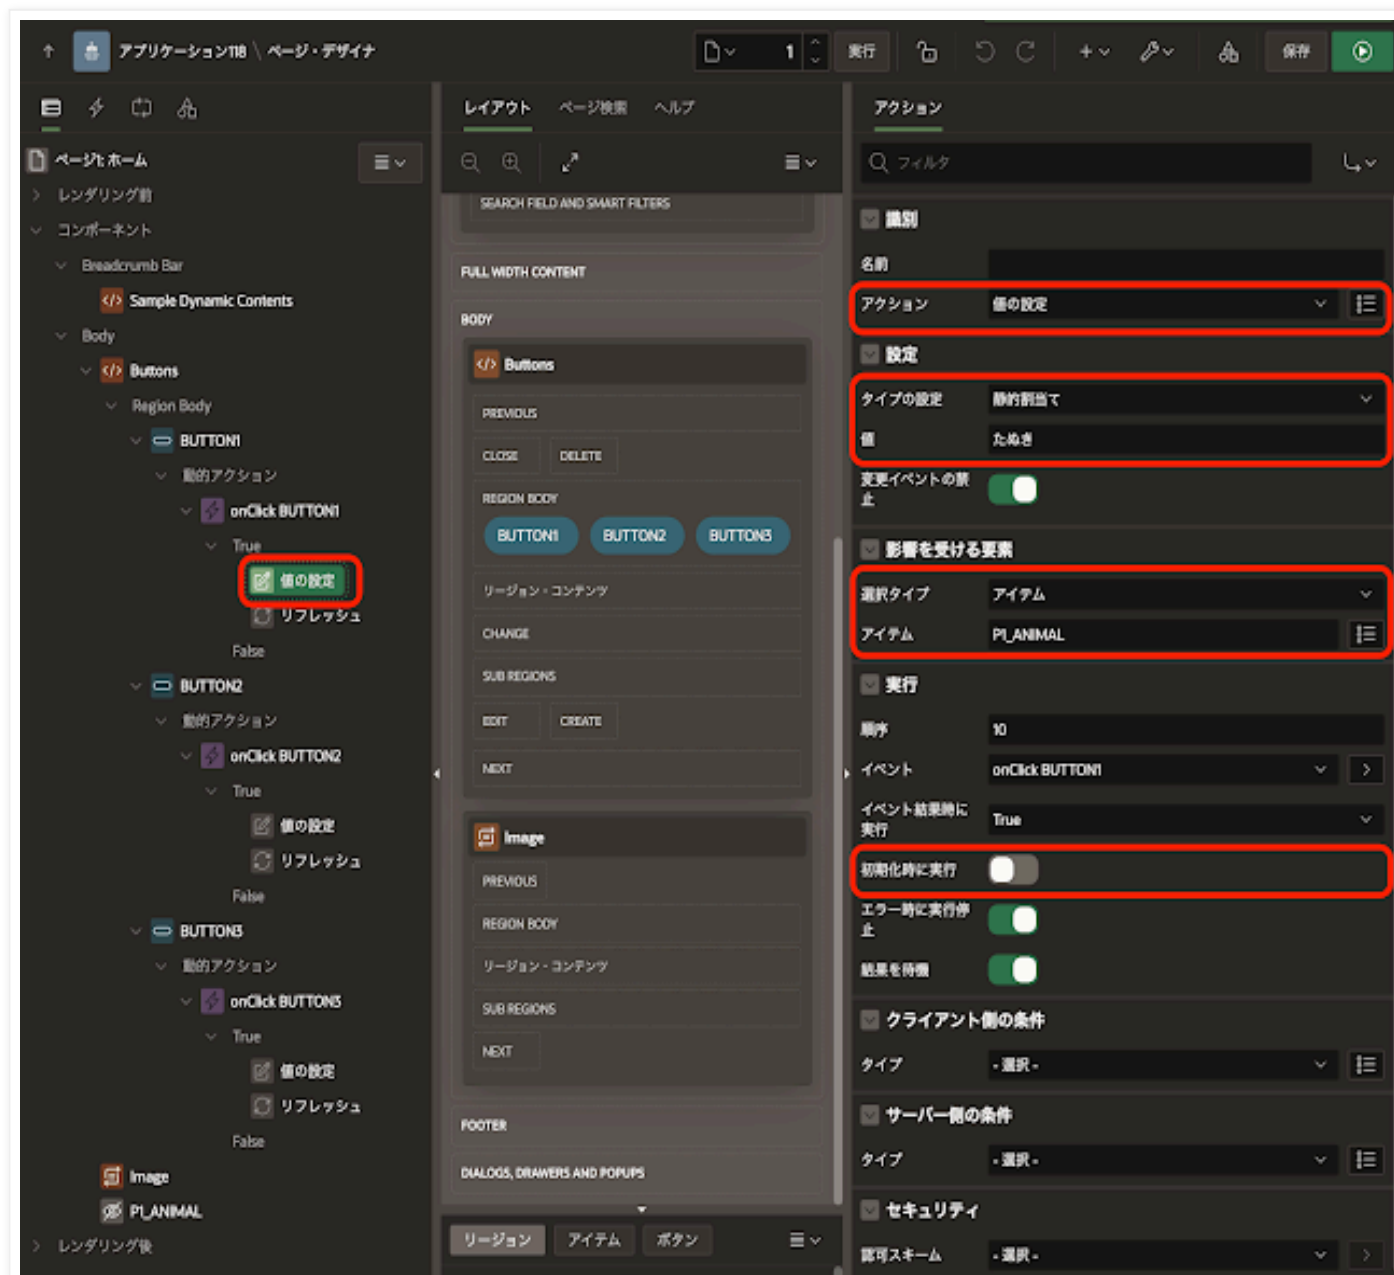 アプリケーション118 \ ページ・デザイナ
1
実行
保存
ページ1: ホーム
レンダリング前
コンポーネント
Breadcrumb Bar
Sample Dynamic Contents
Body
Buttons
Region Body
BUTTON1
動的アクション
onClick BUTTON1
True
値の設定
リフレッシュ
False
BUTTON2
動的アクション
onClick BUTTON2
True
値の設定
リフレッシュ
False
BUTTON3
動的アクション
onClick BUTTON3
True
値の設定
リフレッシュ
False
Image
P1_ANIMAL
レンダリング後
レイアウト ページ検索 ヘルプ
SEARCH FIELD AND SMART FILTERS
FULL WIDTH CONTENT
BODY
Buttons
PREVIOUS
CLOSE DELETE
REGION BODY
BUTTON1 BUTTON2 BUTTON3
リージョン・コンテンツ
CHANGE
SUB REGIONS
EDIT CREATE
NEXT
Image
PREVIOUS
REGION BODY
リージョン・コンテンツ
SUB REGIONS
NEXT
FOOTER
DIALOGS, DRAWERS AND POPUPS
リージョン アイテム ボタン
アクション
フィルタ
識別
名前
アクション 値の設定
設定
タイプの設定 静的割当て
値 たぬき
変更イベントの禁
止
影響を受ける要素
選択タイプ アイテム
アイテム P1_ANIMAL
実行
順序 10
イベント onClick BUTTON1
イベント結果時に
実行 True
初期化時に実行
エラー時に実行停
止
結果を待機
クライアント側の条件
タイプ - 選択 -
サーバー側の条件
タイプ - 選択 -
セキュリティ
認可スキーム - 選択 -